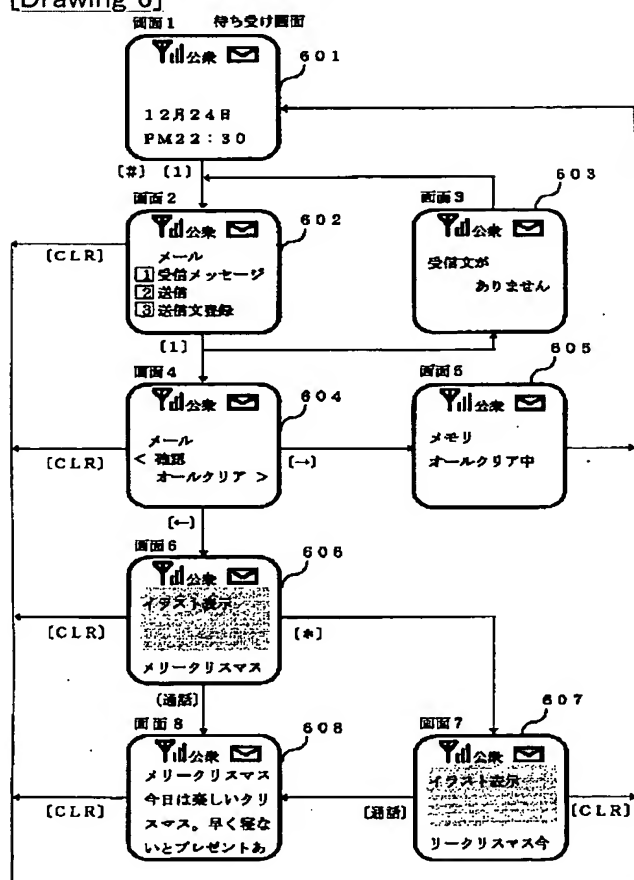 [Drawing 6]
画面1 待ち受け画面
公衆
601
12月24日
PM22:30
[#] [1]
画面2
公衆
602
メール
1 受信メッセージ
2 送信
3 送信文登録
[CLR]
画面3
603
公衆
受信文が
ありません
[1]
画面4
公衆
604
メール
< 確認
オールクリア >
[CLR]
[→]
画面5
605
公衆
メモリ
オールクリア中
[←]
画面6
606
公衆
イラスト表示
メリークリスマス
[CLR]
[*]
[通話]
画面8
608
公衆
メリークリスマス
今日は楽しいクリ
スマス。早く寝な
いとプレゼントあ
[CLR]
画面7
607
公衆
イラスト表示
リークリスマス今
[通話]
[CLR]